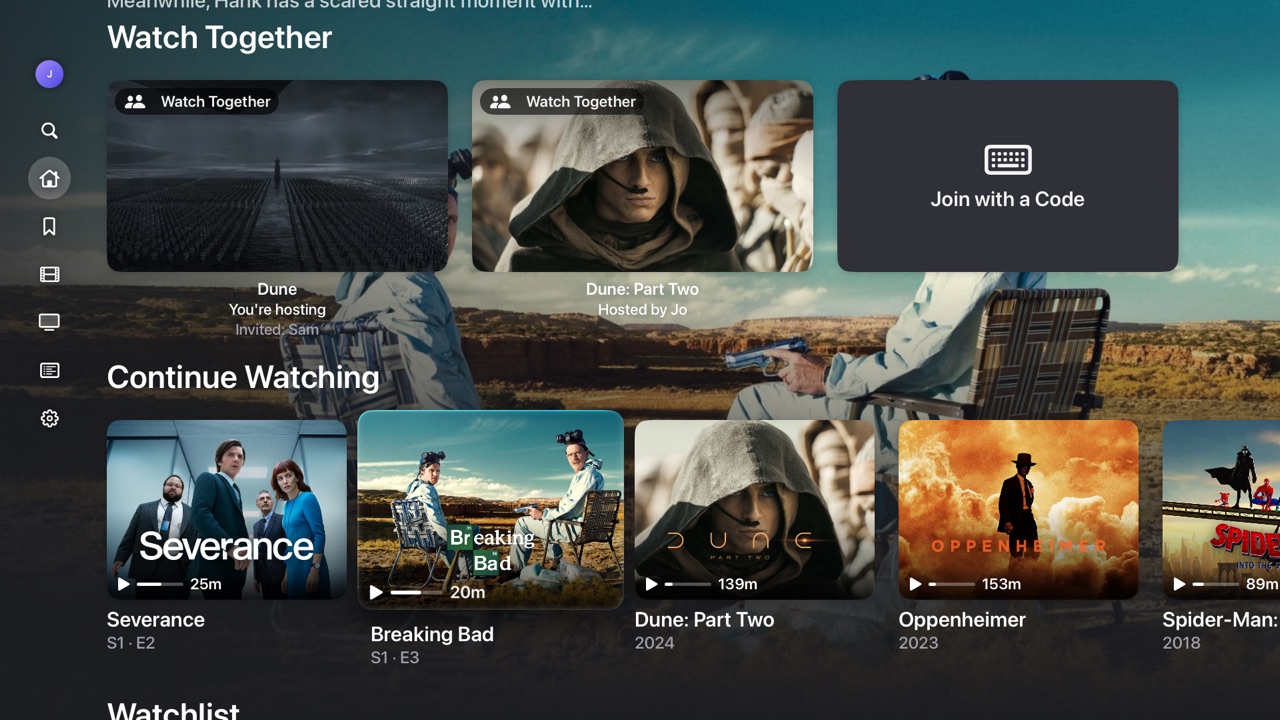 Meanwhile, Hank has a scared straight moment with...
Watch Together
J
Watch Together
Watch Together
Join with a Code
Dune
You're hosting
Invited: Sam
Dune: Part Two
Hosted by Jo
Continue Watching
Severance
25m
Breaking
Bad
20m
DUNE
PART TWO
139m
OPPENHEIMER
153m
SPIDE
INTO THE
89m
Severance
S1 · E2
Breaking Bad
S1 · E3
Dune: Part Two
2024
Oppenheimer
2023
Spider-Man:
2018
Watchlist